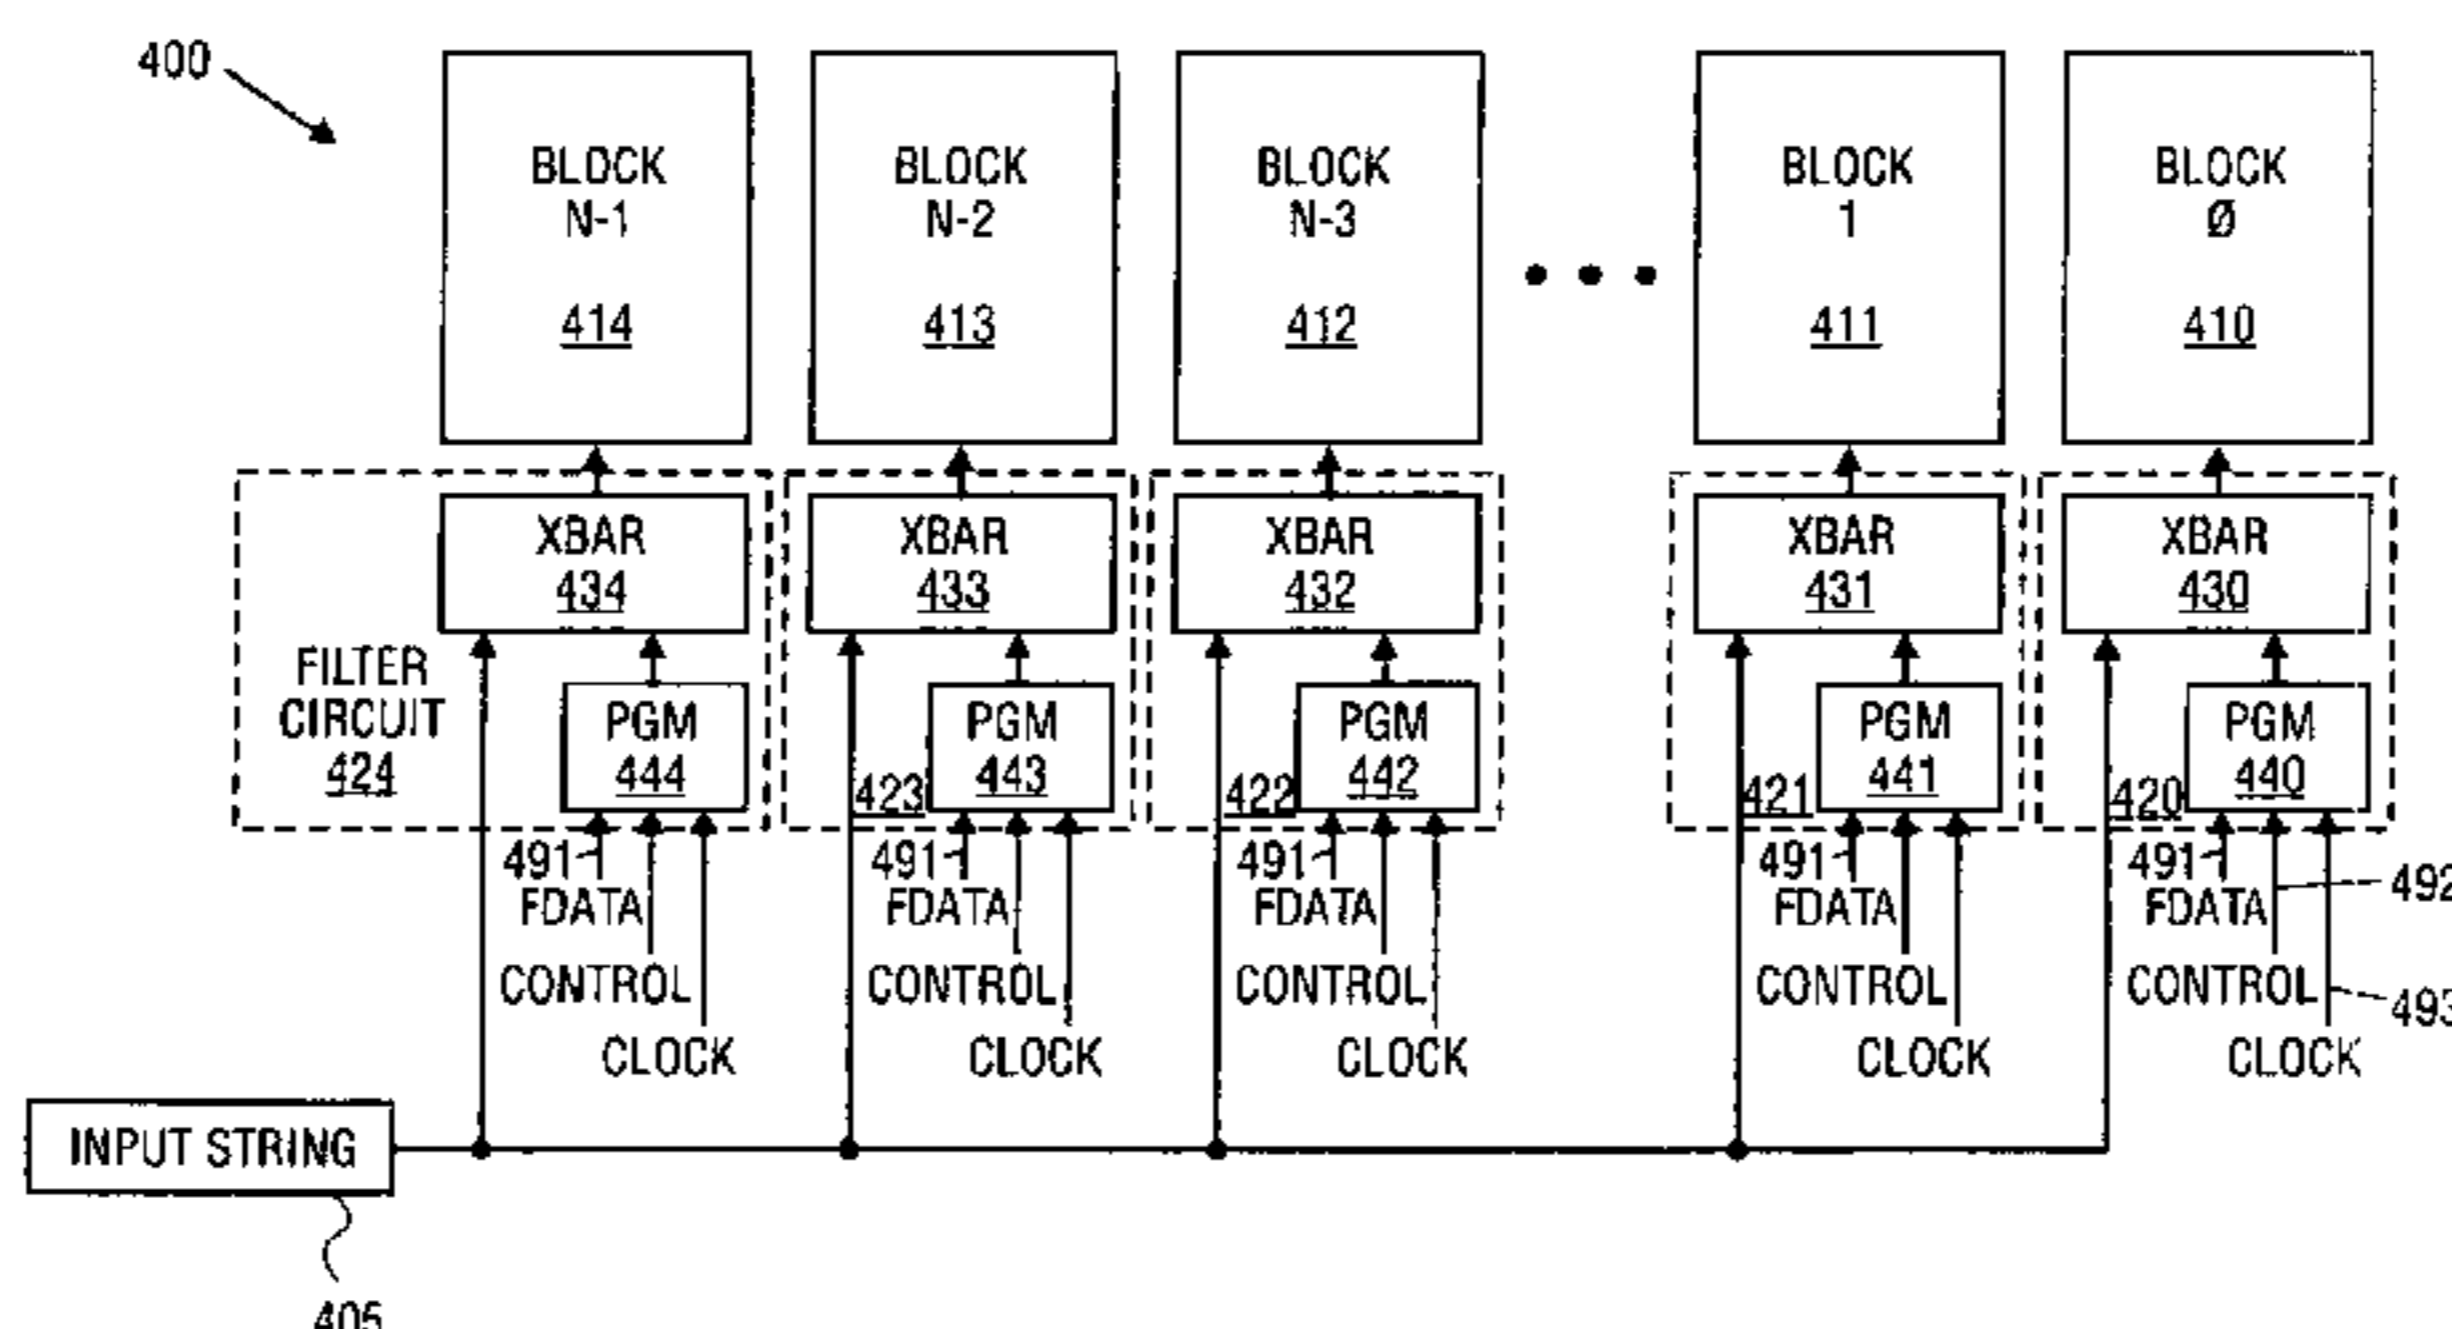 400
BLOCK BLOCK BLOCK BLOCK BLOCK
N-1 N-2 N-3 1 Ø
414 413 412 411 410
XBAR XBAR XBAR XBAR XBAR
434 433 432 431 430
FILTER
CIRCUIT
424
PGM PGM PGM PGM PGM
444 443 442 441 440
423 422 421 420
491 491 491 491 491
492
FDATA FDATA FDATA FDATA FDATA
CONTROL CONTROL CONTROL CONTROL CONTROL
493
CLOCK CLOCK CLOCK CLOCK CLOCK
INPUT STRING